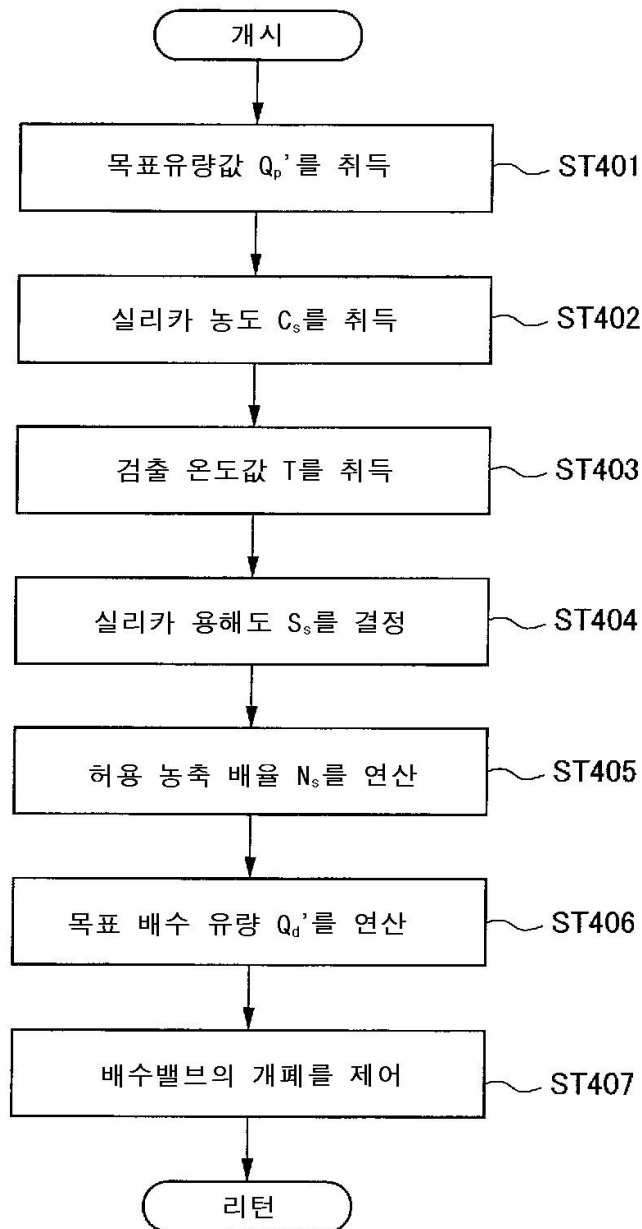 개시
목표유량값 Qp'를 취득
ST401
실리카 농도 Cs를 취득
ST402
검출 온도값 T를 취득
ST403
실리카 용해도 Ss를 결정
ST404
허용 농축 배율 Ns를 연산
ST405
목표 배수 유량 Qd'를 연산
ST406
배수밸브의 개폐를 제어
ST407
리턴